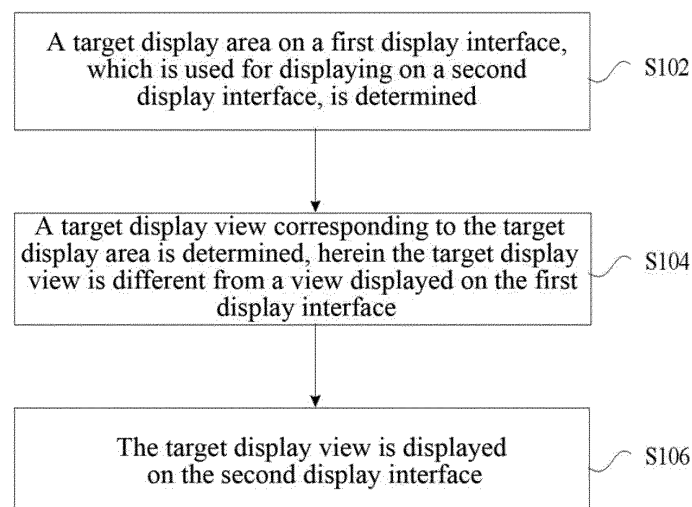 A target display area on a first display interface,
which is used for displaying on a second
display interface, is determined
S102
A target display view corresponding to the target
display area is determined, herein the target display
view is different from a view displayed on the first
display interface
S104
The target display view is displayed
on the second display interface
S106